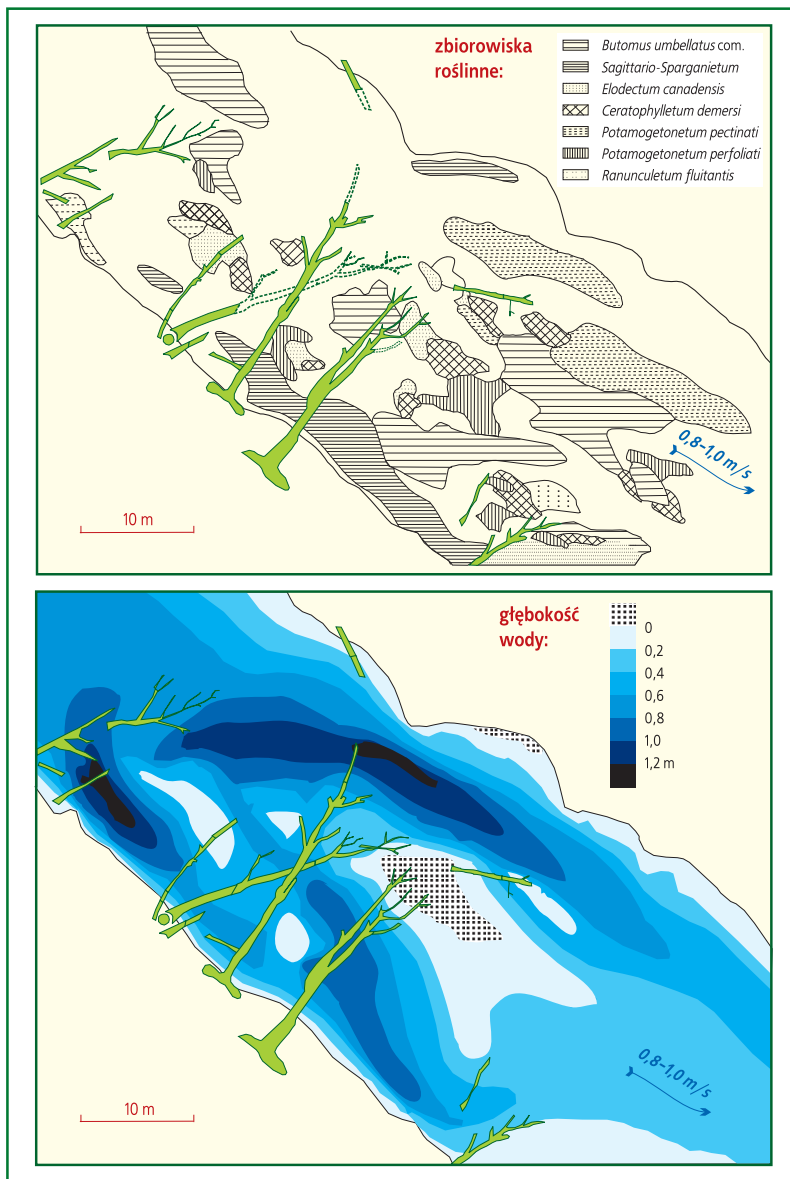 zbiorowiska
roślinne:
Butomus umbellatus com.
Sagittario-Sparganietum
Elodectum canadensis
Ceratophylletum demersi
Potamogetonetum pectinati
Potamogetonetum perfoliati
Ranunculetum fluitantis
0,8–1,0 m/s
10 m
głębokość
wody:
0
0,2
0,4
0,6
0,8
1,0
1,2 m
0,8–1,0 m/s
10 m